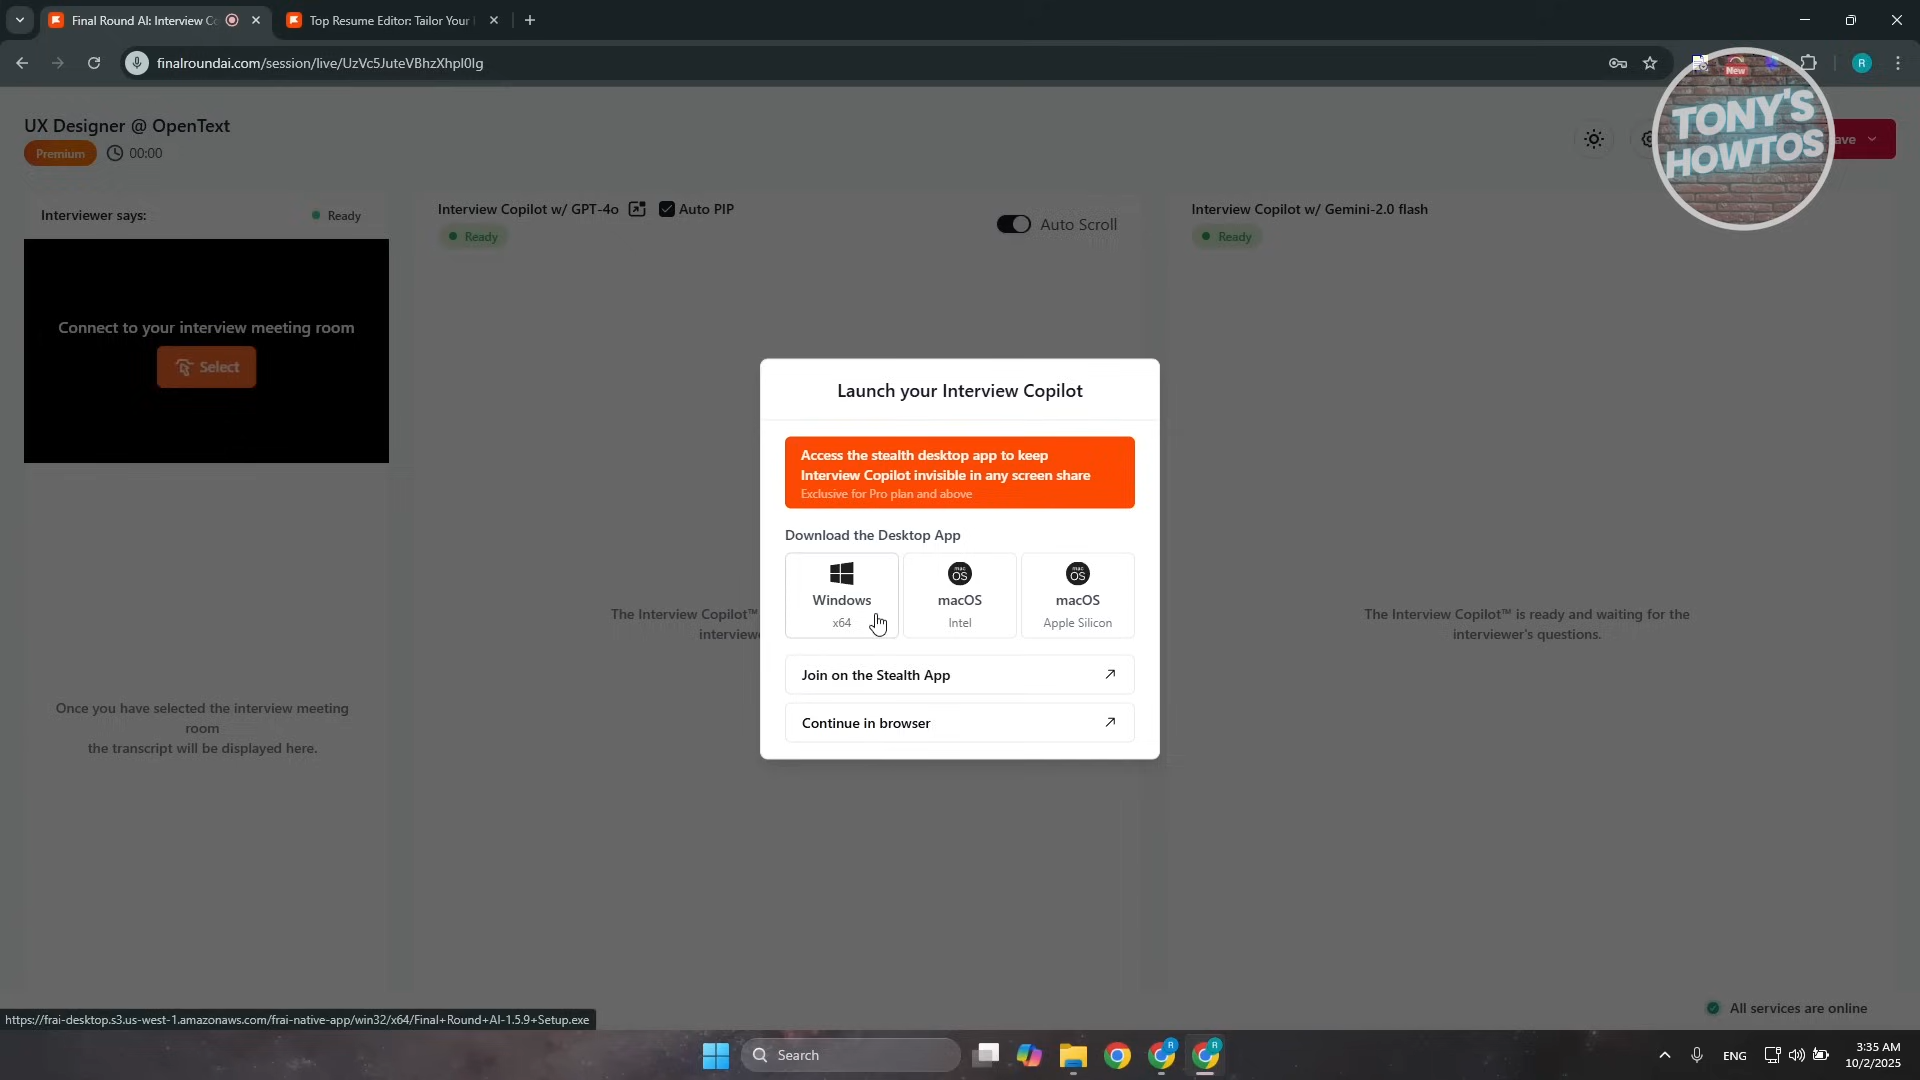 Final Round AI: Interview Co
Top Resume Editor: Tailor Your
finalroundai.com/session/live/UzVc5JuteVBhzXhpI0Ig
R
New
TONY'S
HOWTOS
UX Designer @ OpenText
Premium
00:00
ave
Interviewer says:
Ready
Interview Copilot w/ GPT-4o
Auto PIP
Ready
Auto Scroll
Interview Copilot w/ Gemini-2.0 flash
Ready
Connect to your interview meeting room
Select
Launch your Interview Copilot
Access the stealth desktop app to keep
Interview Copilot invisible in any screen share
Exclusive for Pro plan and above
Download the Desktop App
Windows
x64
macOS
Intel
macOS
Apple Silicon
Join on the Stealth App
Continue in browser
The Interview Copilot™
interviewe
The Interview Copilot™ is ready and waiting for the
interviewer's questions.
Once you have selected the interview meeting
room
the transcript will be displayed here.
All services are online
https://frai-desktop.s3.us-west-1.amazonaws.com/frai-native-app/win32/x64/Final+Round+AI-1.5.9+Setup.exe
Search
ENG
3:35 AM
10/2/2025